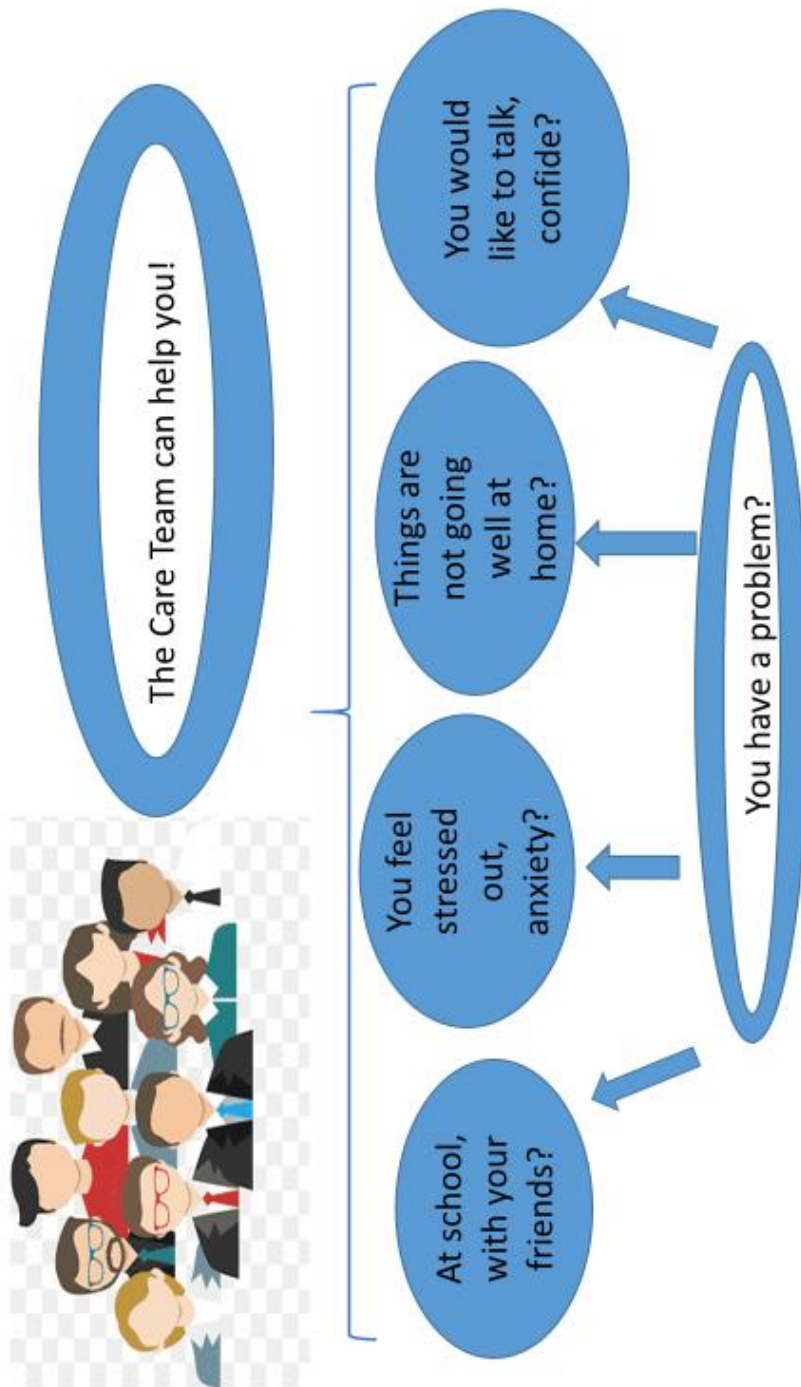 The Care Team can help you!
At school,
with your
friends?
You feel
stressed
out,
anxiety?
Things are
not going
well at
home?
You would
like to talk,
confide?
You have a problem?